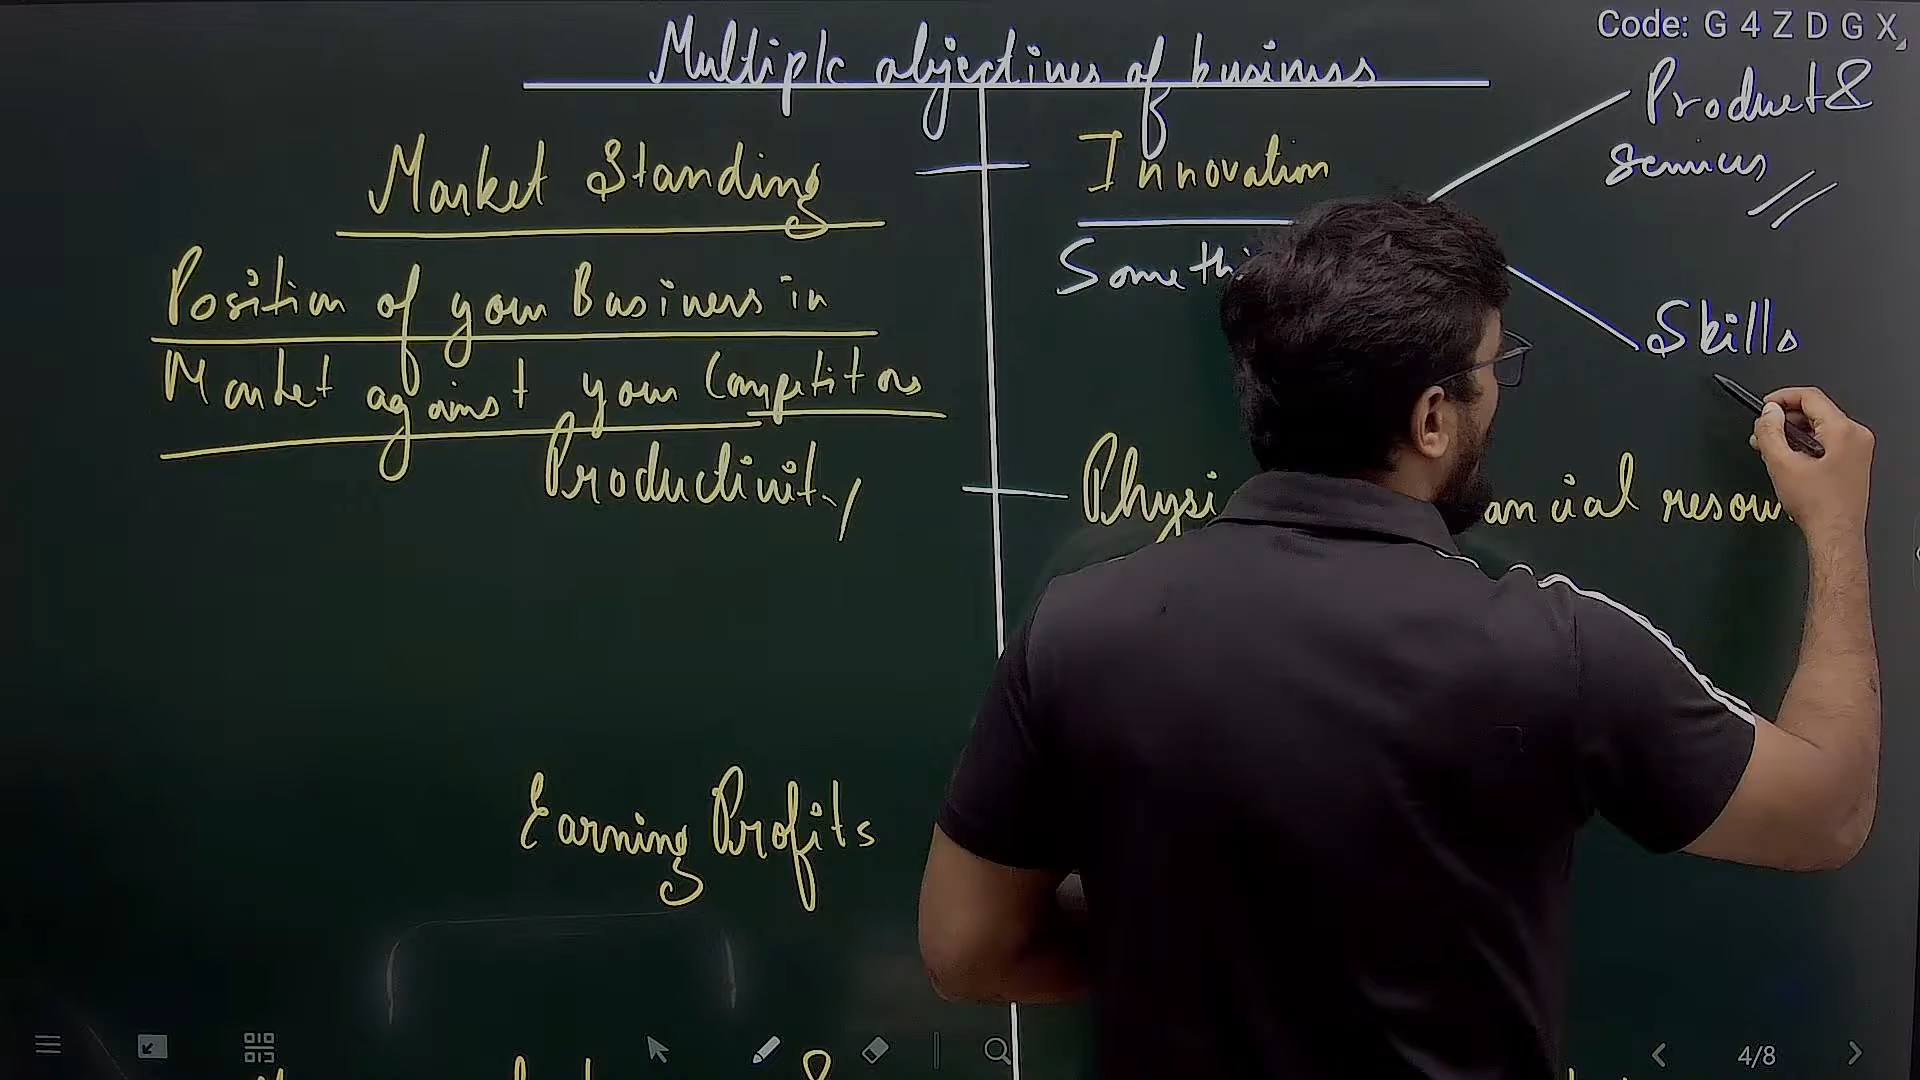 Code: G 4 Z D G X
Multiple objectives of business
Market Standing
Position of your Business in
Market against your Competitors
Productivity
Earning Profits
Innovation
Product &
services
Skills
resour
4/8